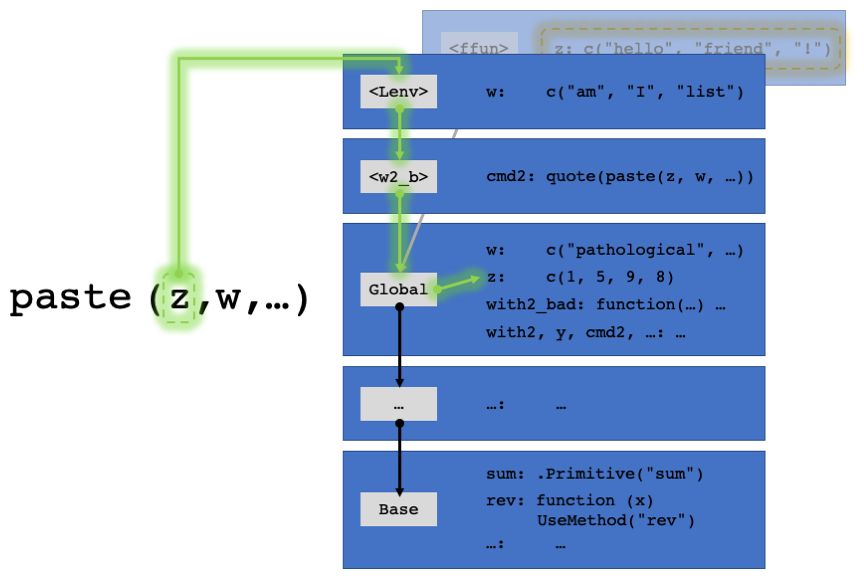 <ffun> z: c("hello", "friend", "!")
<Lenv> w: c("am", "I", "list")
<w2_b> cmd2: quote(paste(z, w, …))
w: c("pathological", …)
z: c(1, 5, 9, 8)
Global
paste(z,w,…)
with2_bad: function(…) …
with2, y, cmd2, …: …
… …: …
sum: .Primitive("sum")
rev: function (x)
Base
UseMethod("rev")
…: …